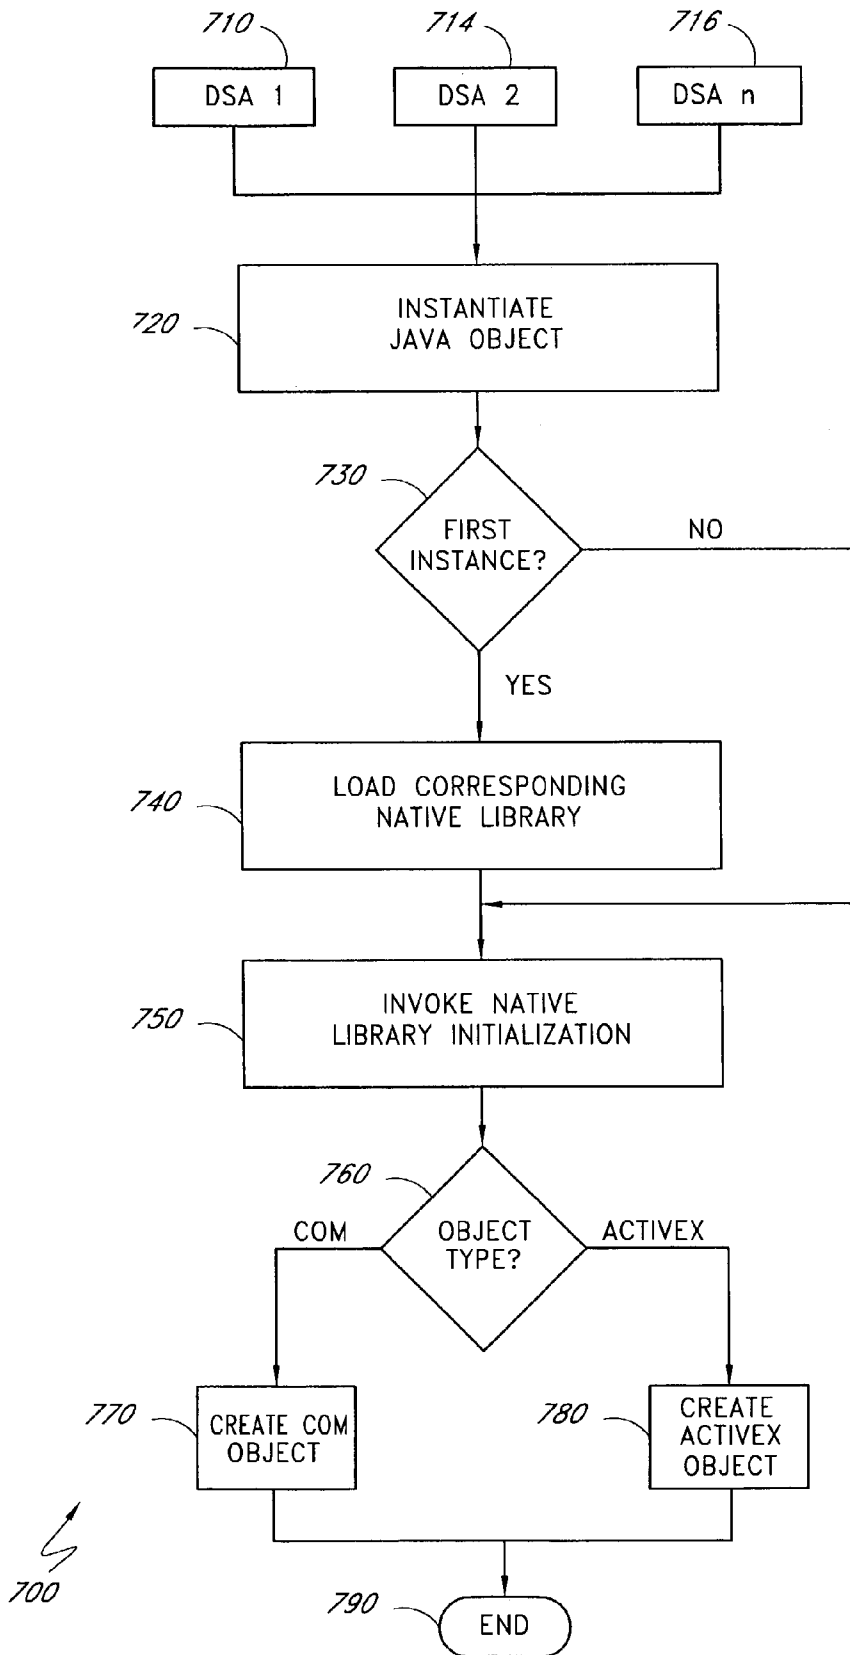 710
714
716
DSA 1
DSA 2
DSA n
720
INSTANTIATE
JAVA OBJECT
730
FIRST
INSTANCE?
NO
YES
740
LOAD CORRESPONDING
NATIVE LIBRARY
750
INVOKE NATIVE
LIBRARY INITIALIZATION
760
COM
OBJECT
TYPE?
ACTIVEX
770
CREATE COM
OBJECT
780
CREATE
ACTIVEX
OBJECT
700
790
END